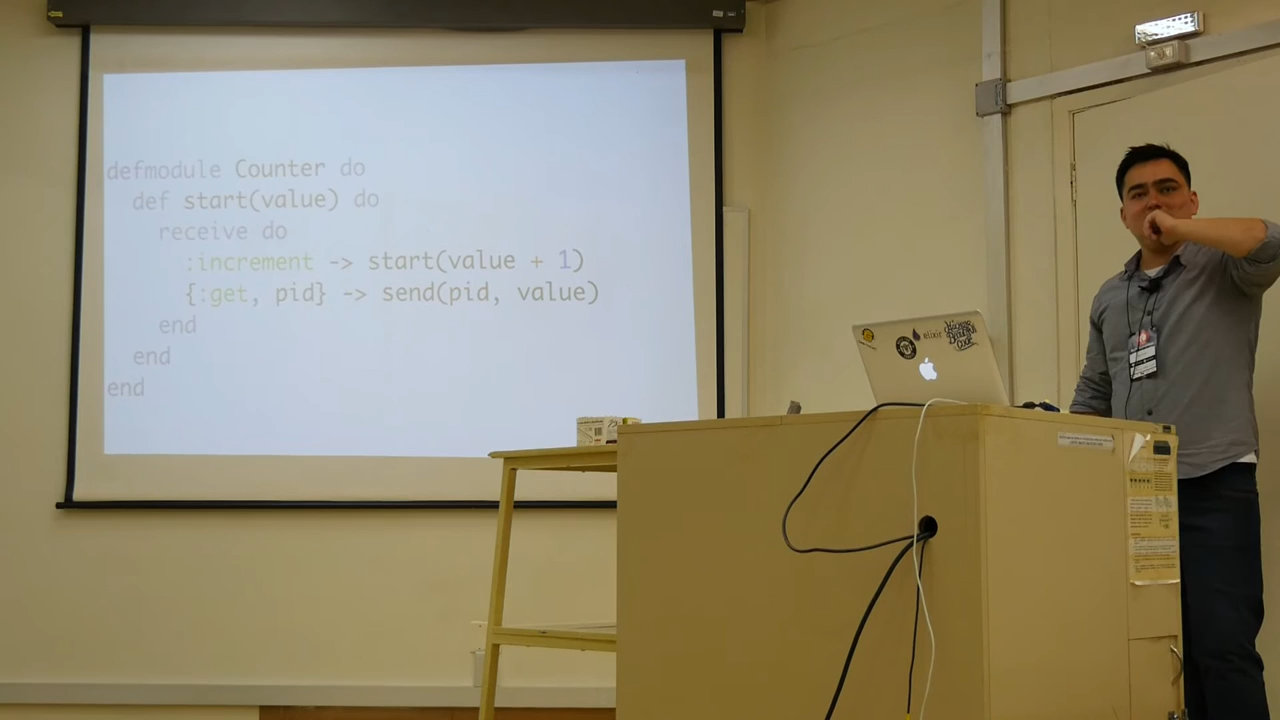 defmodule Counter do
def start(value) do
receive do
:increment -> start(value + 1)
{:get, pid} -> send(pid, value)
end
end
end
elixir